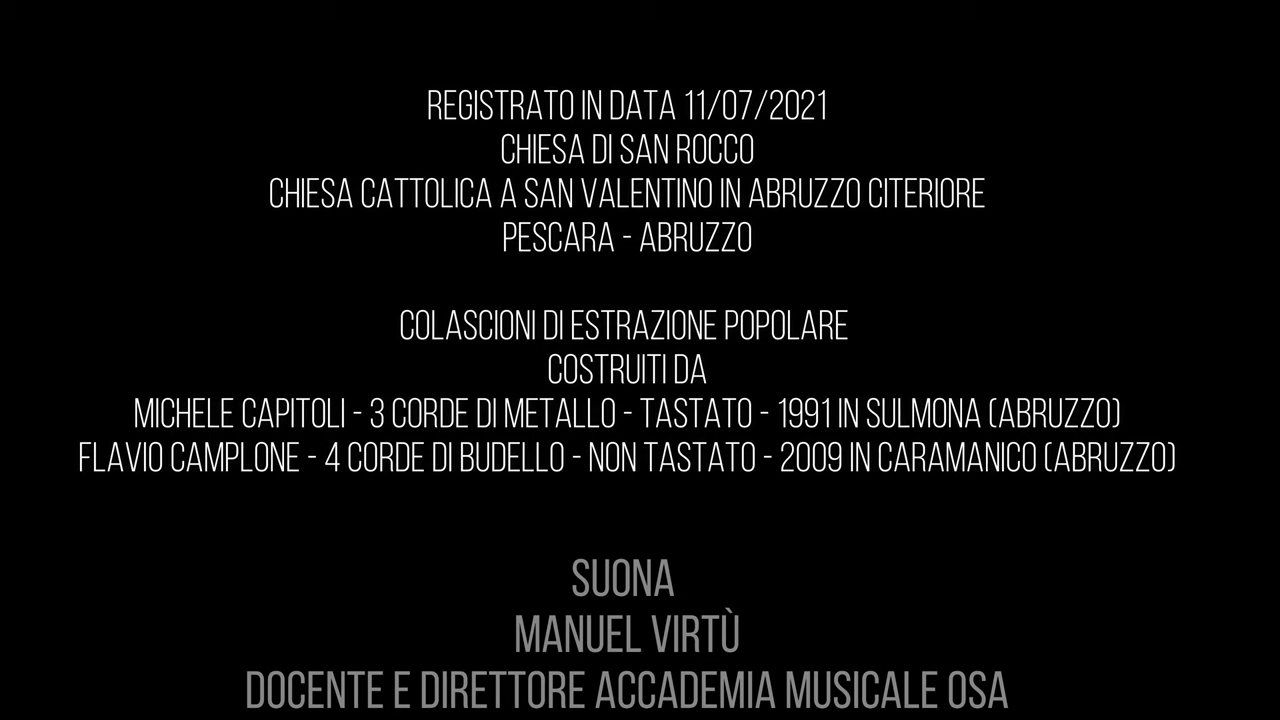 REGISTRATO IN DATA 11/07/2021
CHIESA DI SAN ROCCO
CHIESA CATTOLICA A SAN VALENTINO IN ABRUZZO CITERIORE
PESCARA - ABRUZZO
COLASCIONI DI ESTRAZIONE POPOLARE
COSTRUITI DA
MICHELE CAPITOLI - 3 CORDE DI METALLO - TASTATO - 1991 IN SULMONA (ABRUZZO)
FLAVIO CAMPLONE - 4 CORDE DI BUDELLO - NON TASTATO - 2009 IN CARAMANICO (ABRUZZO)
SUONA
MANUEL VIRTÙ
DOCENTE E DIRETTORE ACCADEMIA MUSICALE OSA